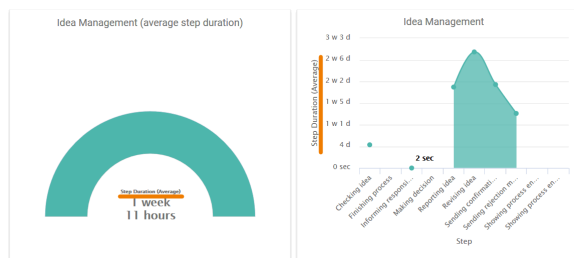 Idea Management (average step duration)
Step Duration (Average)
1 week
11 hours
Idea Management
Step Duration (Average)
3 w 3 d
2 w 6 d
2 w 2 d
1 w 5 d
1 w 1 d
4 d
0 sec
2 sec
Checking idea
Finishing process
Informing responsi...
Making decision
Reporting idea
Revising idea
Sending confirmati...
Sending rejection m...
Showing process en...
Showing process en...
Step